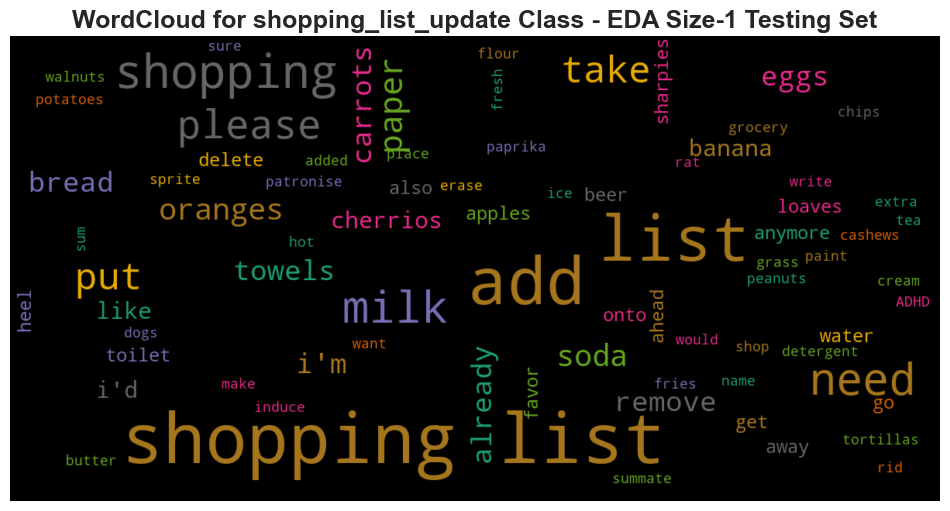 WordCloud for shopping_list_update Class - EDA Size-1 Testing Set
sure
flour
shopping
carrots
paper
take
sharpies
eggs
walnuts
fresh
potatoes
chips
please
grocery
delete
added
place
paprika
banana
rat
bread
sprite
patronise
also
erase
ice
beer
write
oranges
cherrios
apples
loaves
extra
tea
sum
hot
list
anymore
cashews
put
towels
add
grass
paint
peanuts
cream
heel
like
milk
onto
ahead
ADHD
dogs
toilet
want
would
water
shop
detergent
i'm
already
soda
need
i'd
make
favor
fries
name
induce
remove
get
go
shopping list
away
tortillas
butter
summate
rid